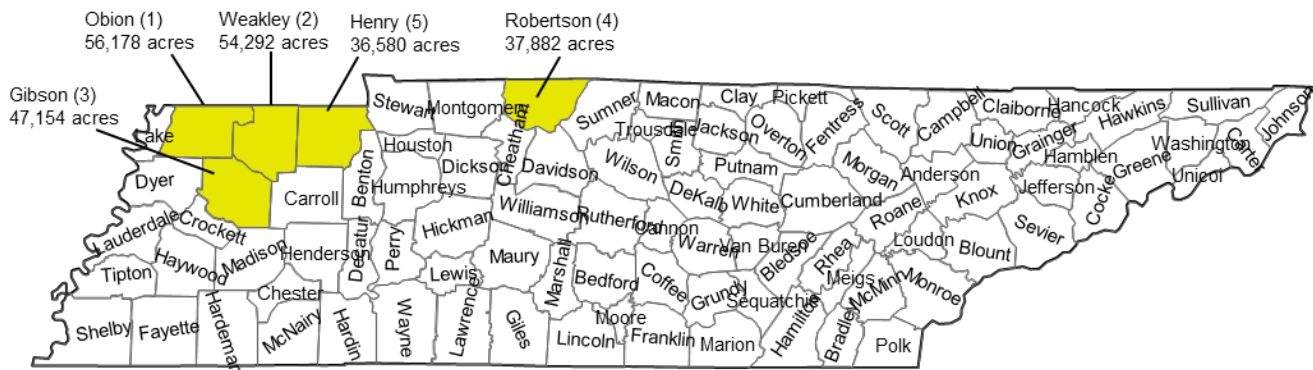 Obion (1)
56,178 acres
Weakley (2)
54,292 acres
Henry (5)
36,580 acres
Robertson (4)
37,882 acres
Gibson (3)
47,154 acres
Lake
Stewart
Montgomery
Cheatham
Sumner
Macon
Clay
Pickett
Fentress
Scott
Campbell
Claiborne
Hancock
Hawkins
Sullivan
Johnson
Houston
Trousdale
Smith
Jackson
Overton
Union
Grainger
Hamblen
Washington
Carter
Dyer
Benton
Dickson
Davidson
Wilson
Putnam
Morgan
Anderson
Knox
Jefferson
Greene
Unicoi
Carroll
Humphreys
Williamson
Rutherford
Cannon
DeKalb
White
Cumberland
Roane
Cocke
Lauderdale
Crockett
Hickman
Warren
Van Buren
Bledsoe
Rhea
Loudon
Blount
Sevier
Tipton
Haywood
Madison
Henderson
Decatur
Perry
Lewis
Maury
Marshall
Bedford
Coffee
Grundy
Sequatchie
Meigs
McMinn
Monroe
Chester
Shelby
Fayette
Hardeman
McNairy
Hardin
Wayne
Lawrence
Giles
Lincoln
Moore
Franklin
Marion
Hamilton
Bradley
Polk